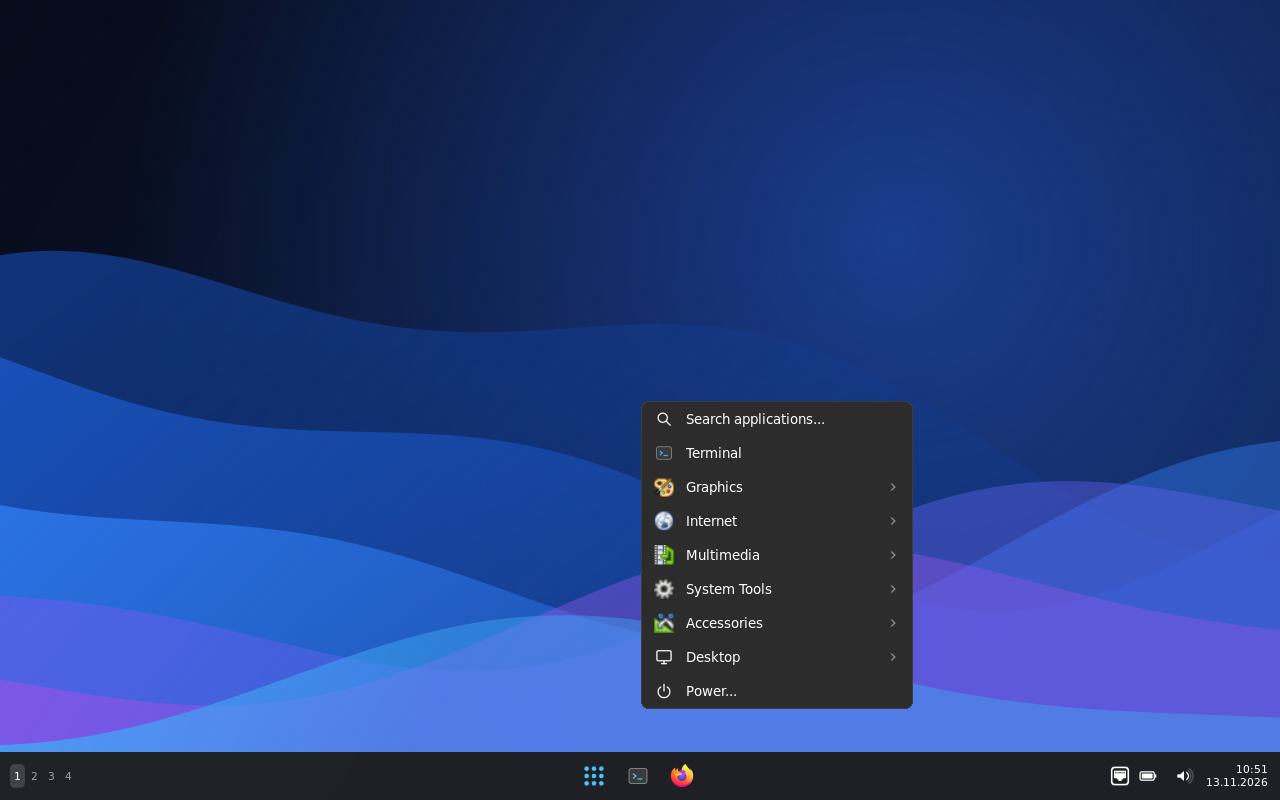 Search applications...
Terminal
Graphics
Internet
Multimedia
System Tools
Accessories
Desktop
Power...
1 2 3 4
10:51
13.11.2026